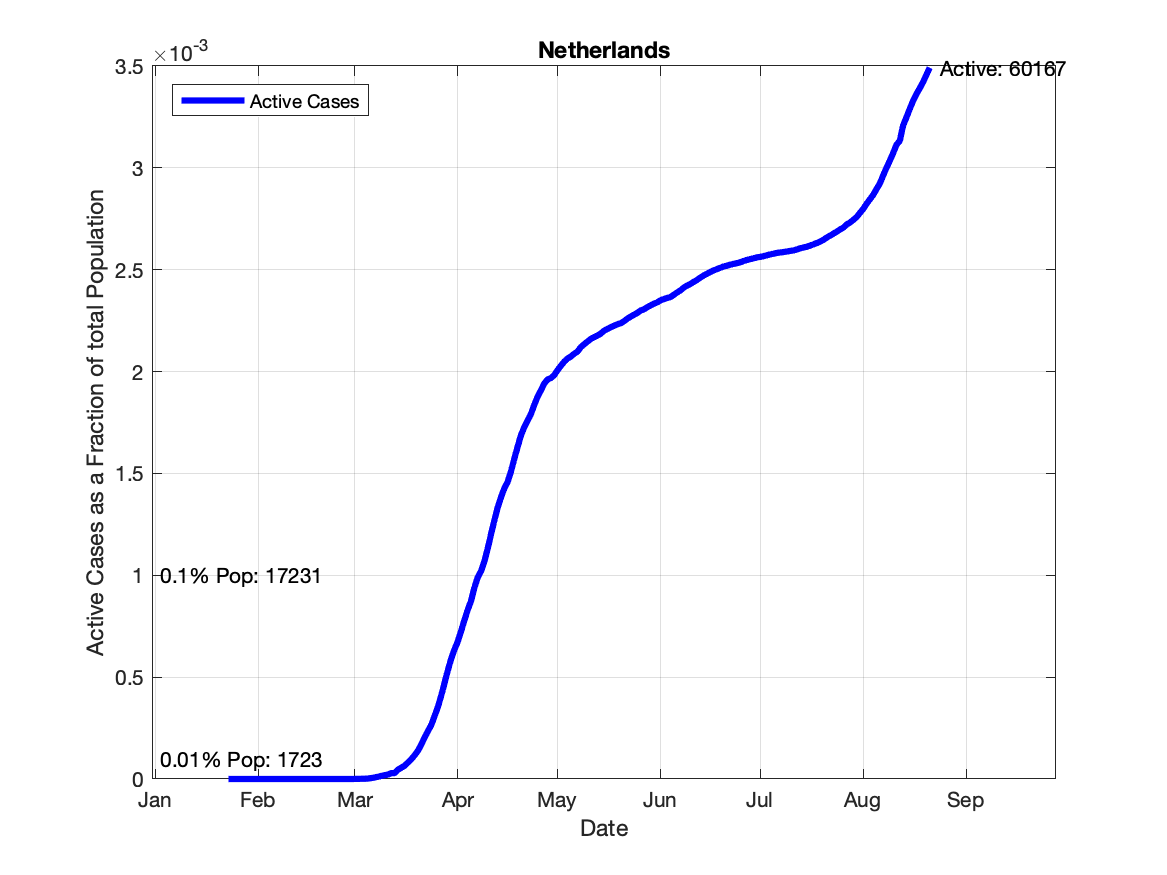 Netherlands
×10-3
3.5
3
2.5
2
1.5
1
0.5
0
Active Cases as a Fraction of total Population
Active Cases
Active: 60167
0.1% Pop: 17231
0.01% Pop: 1723
Jan Feb Mar Apr May Jun Jul Aug Sep
Date